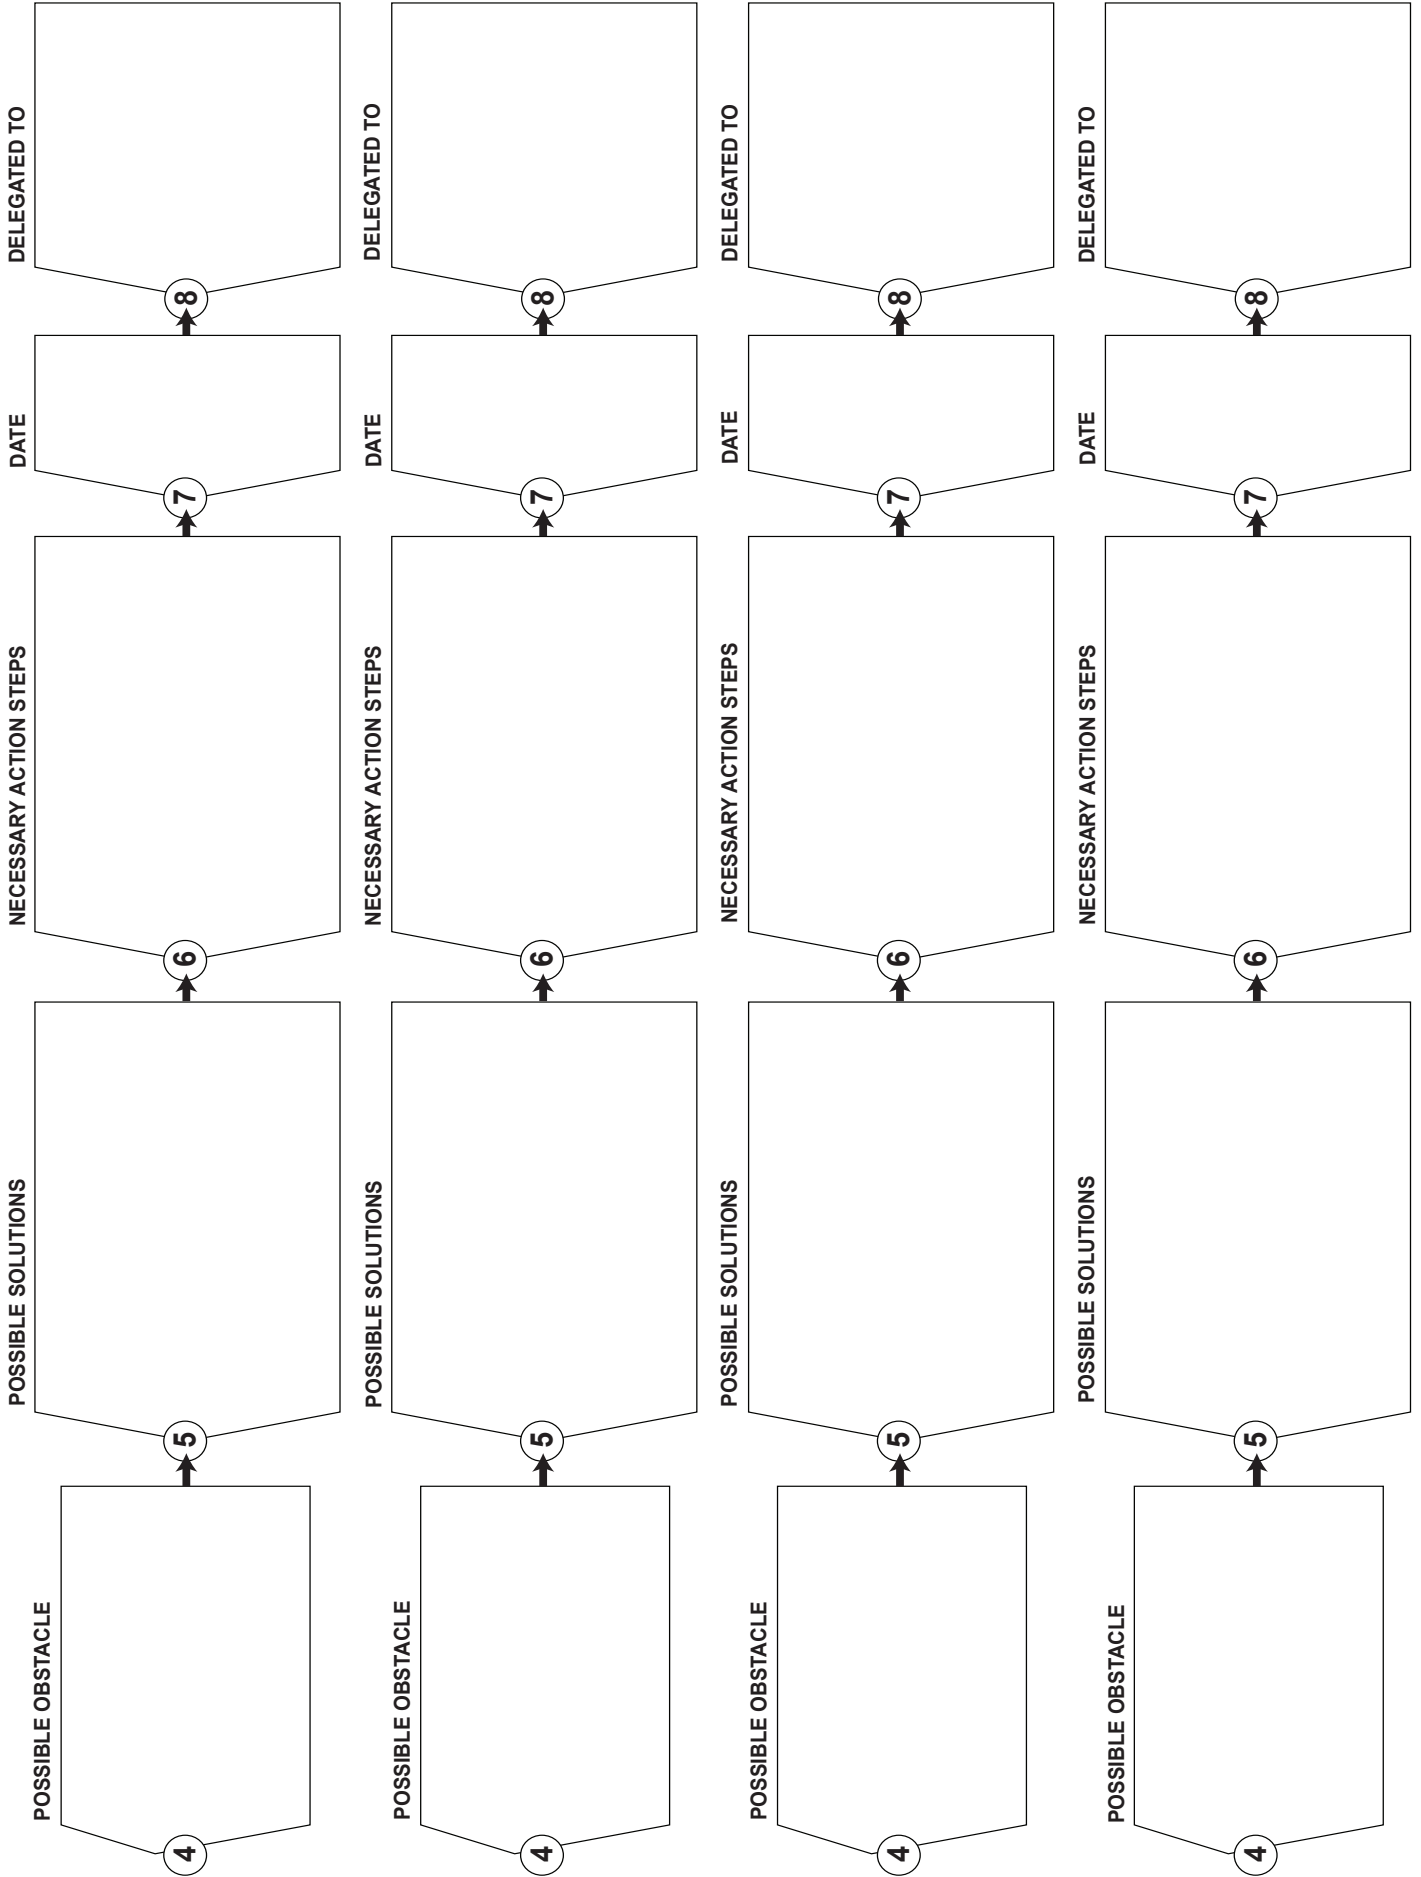 POSSIBLE OBSTACLE
4
POSSIBLE SOLUTIONS
5
NECESSARY ACTION STEPS
6
DATE
7
DELEGATED TO
8
POSSIBLE OBSTACLE
4
POSSIBLE SOLUTIONS
5
NECESSARY ACTION STEPS
6
DATE
7
DELEGATED TO
8
POSSIBLE OBSTACLE
4
POSSIBLE SOLUTIONS
5
NECESSARY ACTION STEPS
6
DATE
7
DELEGATED TO
8
POSSIBLE OBSTACLE
4
POSSIBLE SOLUTIONS
5
NECESSARY ACTION STEPS
6
DATE
7
DELEGATED TO
8